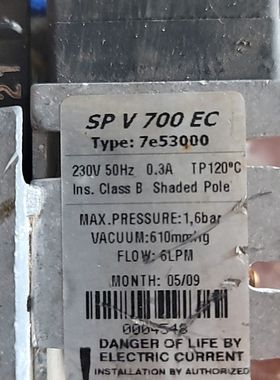 SP V 700 EC
Type: 7e53000
230V 50Hz 0.3A TP120°C
Ins. Class B Shaded Pole
MAX.PRESSURE:1,6bar
VACUUM:610mmHg
FLOW: 6LPM
MONTH: 05/09
0004548
DANGER OF LIFE BY
ELECTRIC CURRENT
INSTALLATION BY AUTHORIZED